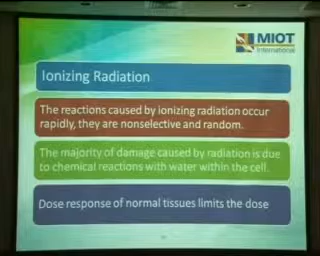 MIOT
International
Ionizing Radiation
The reactions caused by ionizing radiation occur
rapidly, they are nonselective and random.
The majority of damage caused by radiation is due
to chemical reactions with water within the cell.
Dose response of normal tissues limits the dose